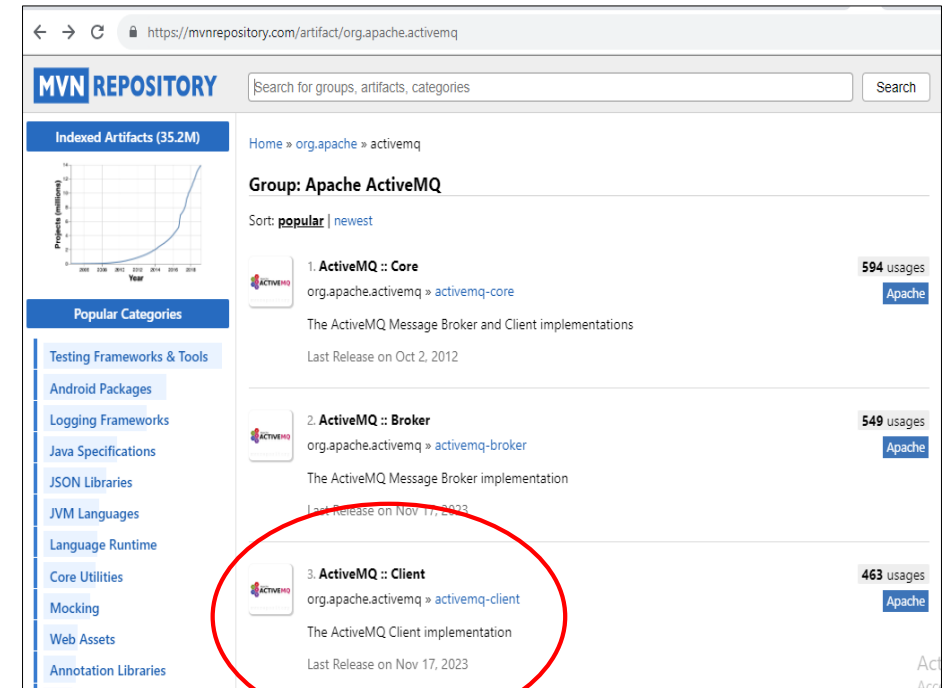 https://mvnrepository.com/artifact/org.apache.activemq
MVN REPOSITORY
Search for groups, artifacts, categories
Search
Indexed Artifacts (35.2M)
Projects (millions)
Year
Popular Categories
Testing Frameworks & Tools
Android Packages
Logging Frameworks
Java Specifications
JSON Libraries
JVM Languages
Language Runtime
Core Utilities
Mocking
Web Assets
Annotation Libraries
Home » org.apache » activemq
Group: Apache ActiveMQ
Sort: popular | newest
ACTIVEMQ
1. ActiveMQ :: Core
594 usages
org.apache.activemq » activemq-core
Apache
The ActiveMQ Message Broker and Client implementations
Last Release on Oct 2, 2012
ACTIVEMQ
2. ActiveMQ :: Broker
549 usages
org.apache.activemq » activemq-broker
Apache
The ActiveMQ Message Broker implementation
Last Release on Nov 17, 2023
ACTIVEMQ
3. ActiveMQ :: Client
463 usages
org.apache.activemq » activemq-client
Apache
The ActiveMQ Client implementation
Last Release on Nov 17, 2023
Act